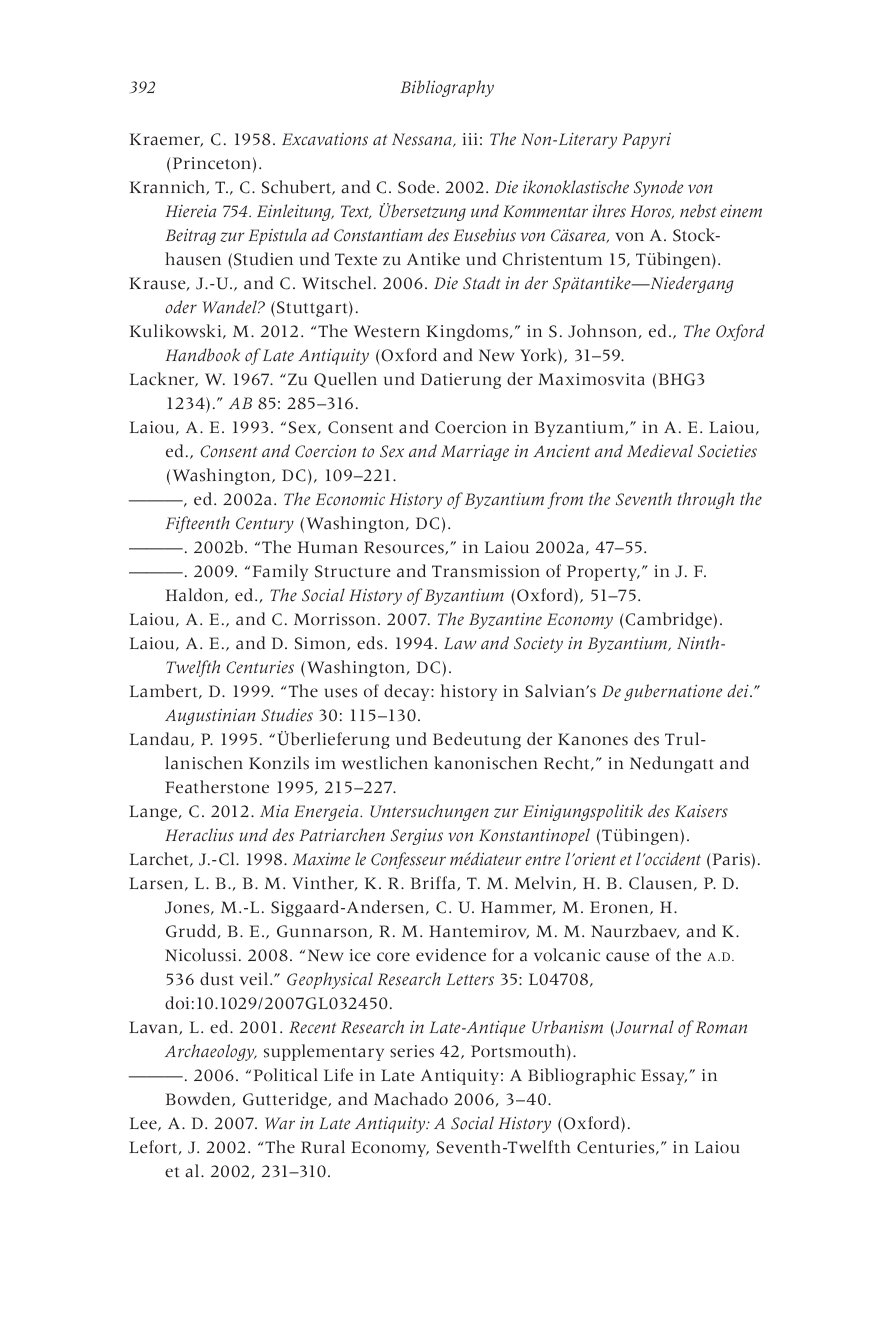 392 Bibliography
Kraemer, C. 1958. Excavations at Nessana, iii: The Non-Literary Papyri
(Princeton).
Krannich, T., C. Schubert, and C. Sode. 2002. Die ikonoklastische Synode von
Hiereia 754. Einleitung, Text, Übersetzung und Kommentar ihres Horos, nebst einem
Beitrag zur Epistula ad Constantiam des Eusebius von Cäsarea, von A. Stock-
hausen (Studien und Texte zu Antike und Christentum 15, Tübingen).
Krause, J.-U., and C. Witschel. 2006. Die Stadt in der Spätantike—Niedergang
oder Wandel? (Stuttgart).
Kulikowski, M. 2012. “The Western Kingdoms,” in S. Johnson, ed., The Oxford
Handbook of Late Antiquity (Oxford and New York), 31–59.
Lackner, W. 1967. “Zu Quellen und Datierung der Maximosvita (BHG3
1234).” AB 85: 285–316.
Laiou, A. E. 1993. “Sex, Consent and Coercion in Byzantium,” in A. E. Laiou,
ed., Consent and Coercion to Sex and Marriage in Ancient and Medieval Societies
(Washington, DC), 109–221.
———, ed. 2002a. The Economic History of Byzantium from the Seventh through the
Fifteenth Century (Washington, DC).
———. 2002b. “The Human Resources,” in Laiou 2002a, 47–55.
———. 2009. “Family Structure and Transmission of Property,” in J. F.
Haldon, ed., The Social History of Byzantium (Oxford), 51–75.
Laiou, A. E., and C. Morrisson. 2007. The Byzantine Economy (Cambridge).
Laiou, A. E., and D. Simon, eds. 1994. Law and Society in Byzantium, Ninth-
Twelfth Centuries (Washington, DC).
Lambert, D. 1999. “The uses of decay: history in Salvian’s De gubernatione dei.”
Augustinian Studies 30: 115–130.
Landau, P. 1995. “Überlieferung und Bedeutung der Kanones des Trul-
lanischen Konzils im westlichen kanonischen Recht,” in Nedungatt and
Featherstone 1995, 215–227.
Lange, C. 2012. Mia Energeia. Untersuchungen zur Einigungspolitik des Kaisers
Heraclius und des Patriarchen Sergius von Konstantinopel (Tübingen).
Larchet, J.-Cl. 1998. Maxime le Confesseur médiateur entre l’orient et l’occident (Paris).
Larsen, L. B., B. M. Vinther, K. R. Briffa, T. M. Melvin, H. B. Clausen, P. D.
Jones, M.-L. Siggaard-Andersen, C. U. Hammer, M. Eronen, H.
Grudd, B. E., Gunnarson, R. M. Hantemirov, M. M. Naurzbaev, and K.
Nicolussi. 2008. “New ice core evidence for a volcanic cause of the A.D.
536 dust veil.” Geophysical Research Letters 35: L04708,
doi:10.1029/2007GL032450.
Lavan, L. ed. 2001. Recent Research in Late-Antique Urbanism (Journal of Roman
Archaeology, supplementary series 42, Portsmouth).
———. 2006. “Political Life in Late Antiquity: A Bibliographic Essay,” in
Bowden, Gutteridge, and Machado 2006, 3–40.
Lee, A. D. 2007. War in Late Antiquity: A Social History (Oxford).
Lefort, J. 2002. “The Rural Economy, Seventh-Twelfth Centuries,” in Laiou
et al. 2002, 231–310.